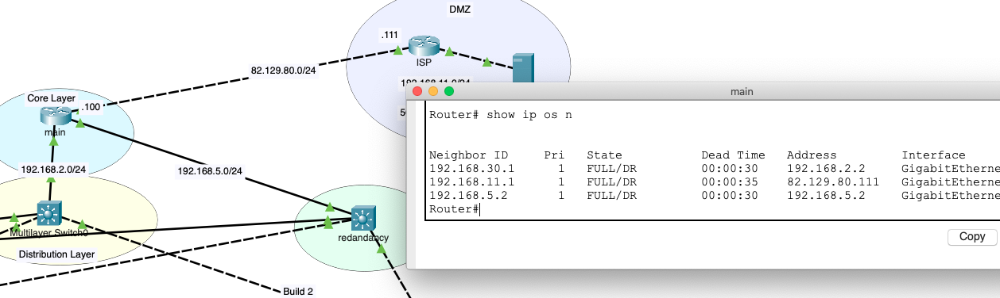 DMZ
.111
ISP
82.129.80.0/24
192.168.11.0/24
Core Layer
.100
main
main
Router# show ip os n
192.168.2.0/24
192.168.5.0/24
Neighbor ID Pri State Dead Time Address Interface
192.168.30.1 1 FULL/DR 00:00:30 192.168.2.2 GigabitEtherne
192.168.11.1 1 FULL/DR 00:00:35 82.129.80.111 GigabitEtherne
192.168.5.2 1 FULL/DR 00:00:30 192.168.5.2 GigabitEtherne
Router#
Multilayer Switch0
redandancy
Copy
Distribution Layer
Build 2